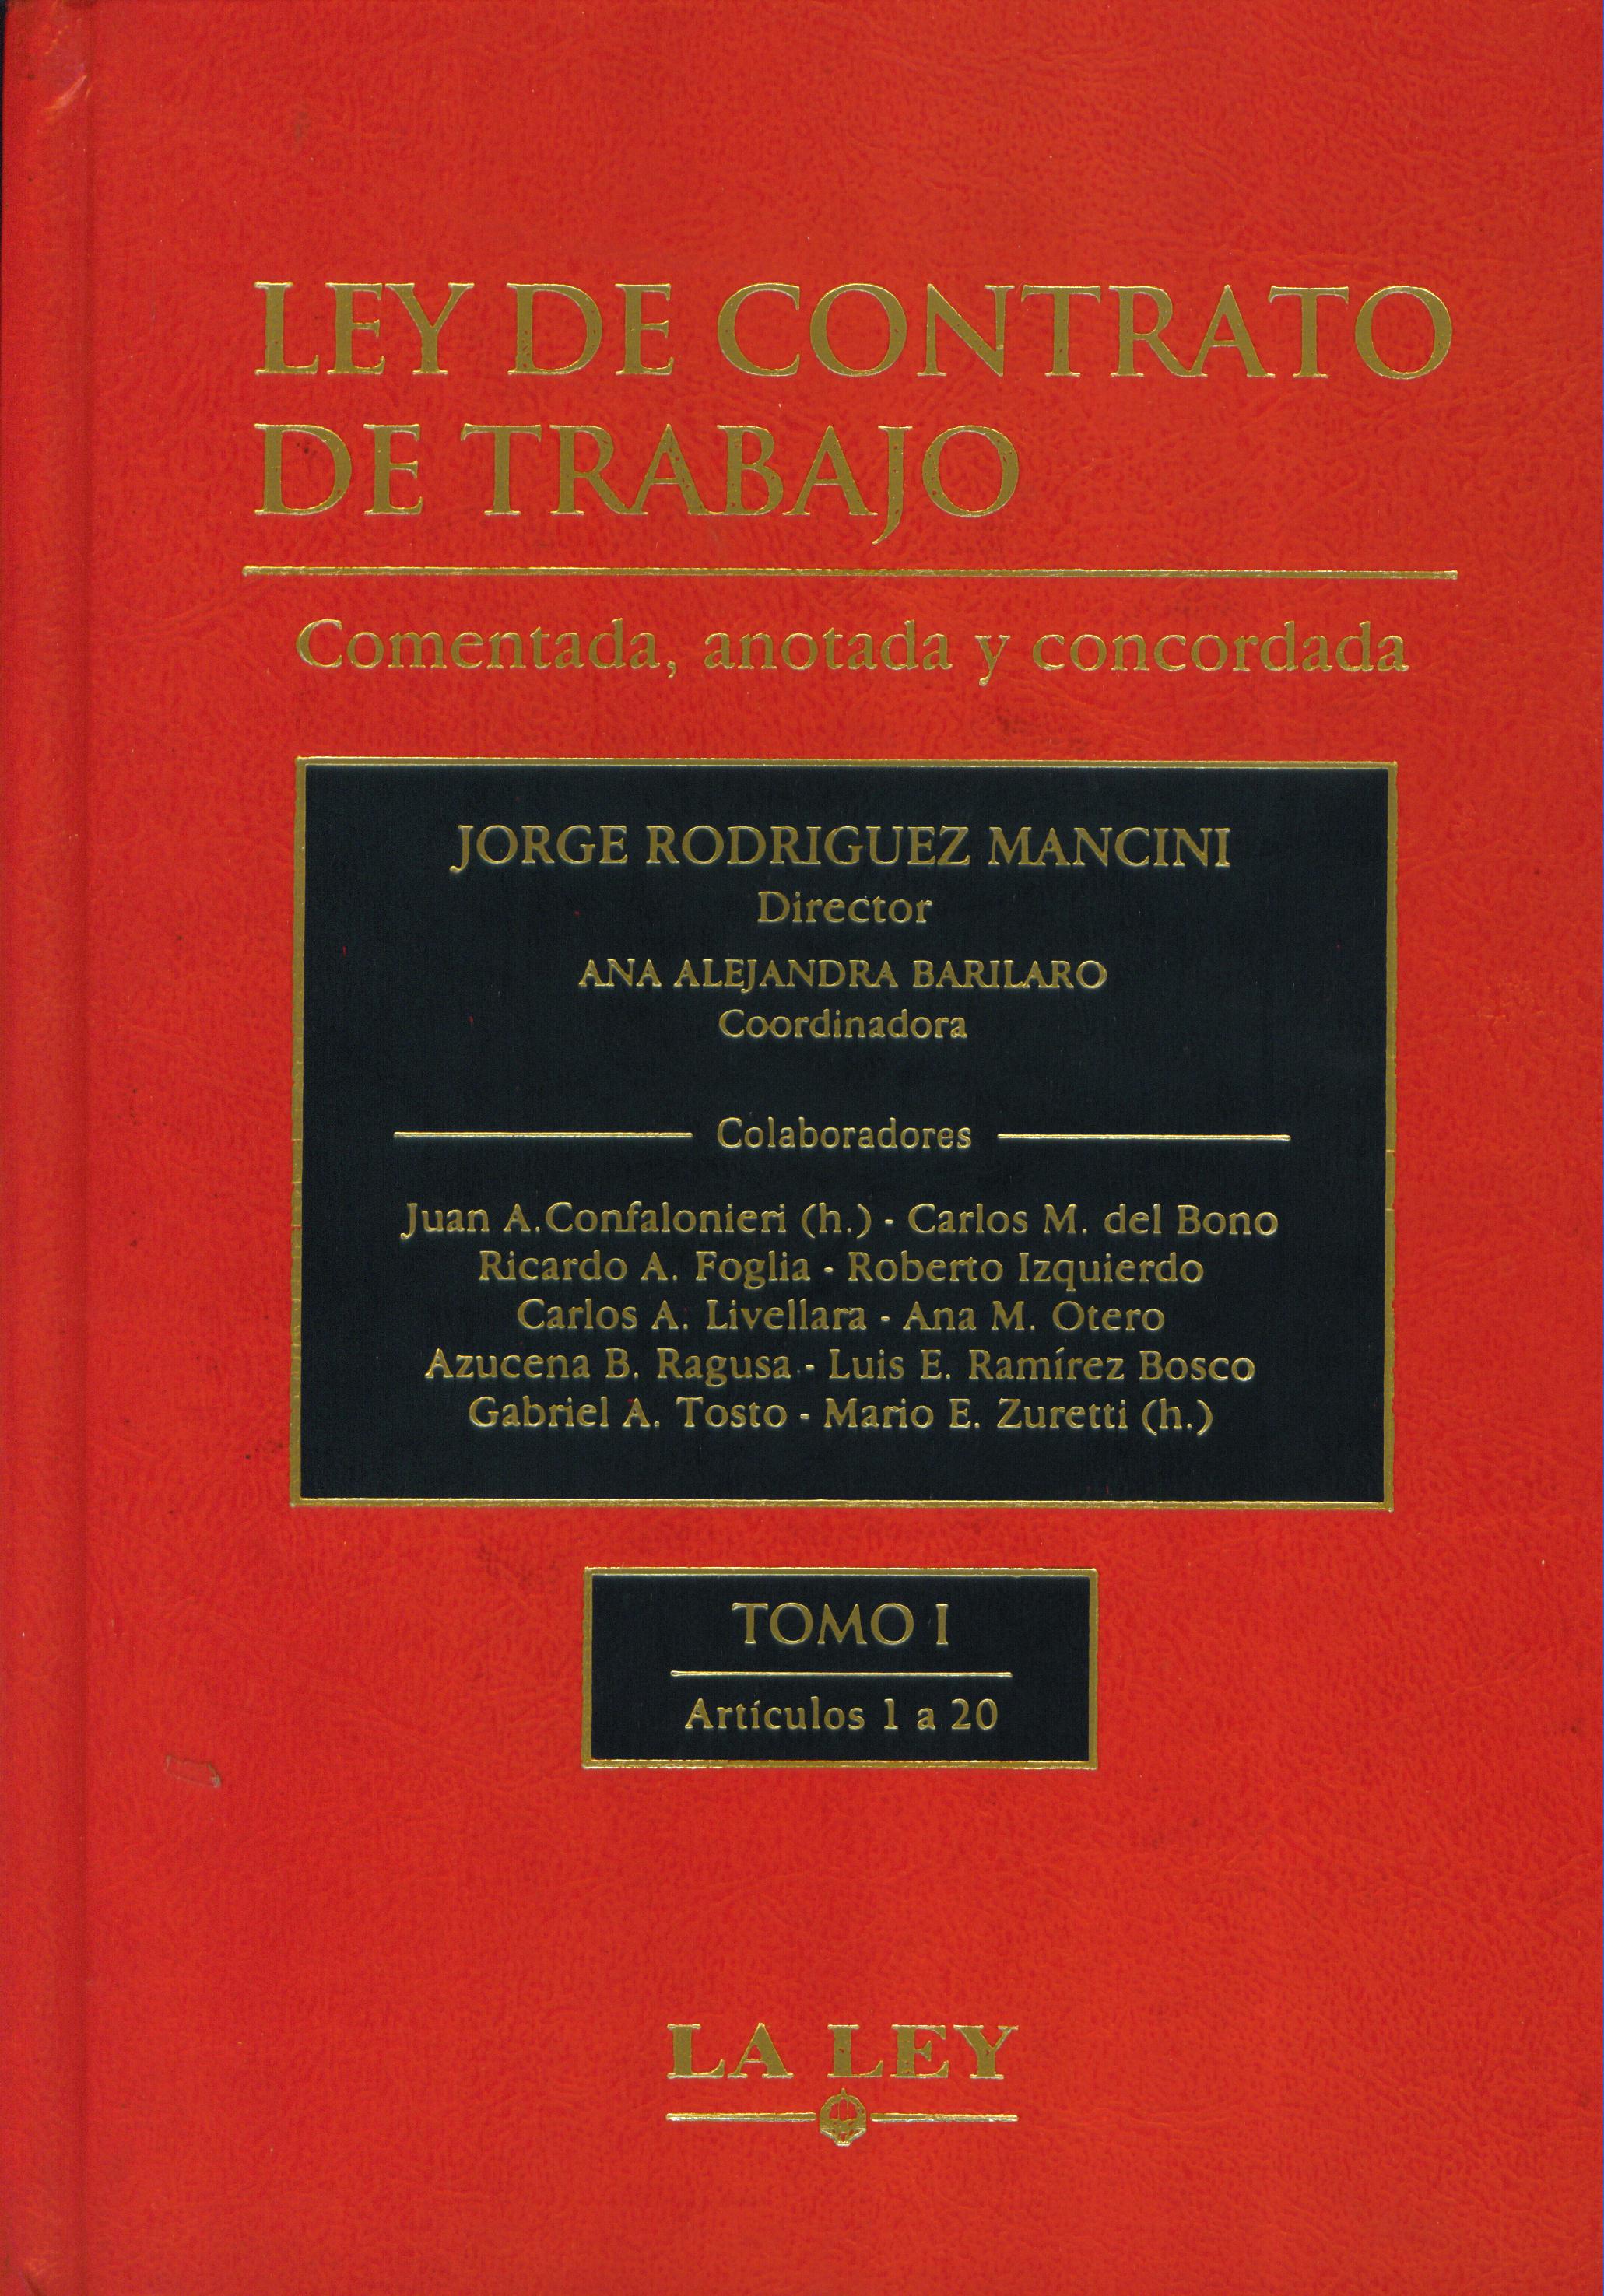 LEY DE CONTRATO
DE TRABAJO
Comentada, anotada y concordada
JORGE RODRIGUEZ MANCINI
Director
ANA ALEJANDRA BARILARO
Coordinadora
Colaboradores
Juan A.Confalonieri (h.) - Carlos M. del Bono
Ricardo A. Foglia - Roberto Izquierdo
Carlos A. Livellara - Ana M. Otero
Azucena B. Ragusa - Luis E. Ramírez Bosco
Gabriel A. Tosto - Mario E. Zuretti (h.)
TOMO I
Artículos 1 a 20
LA LEY